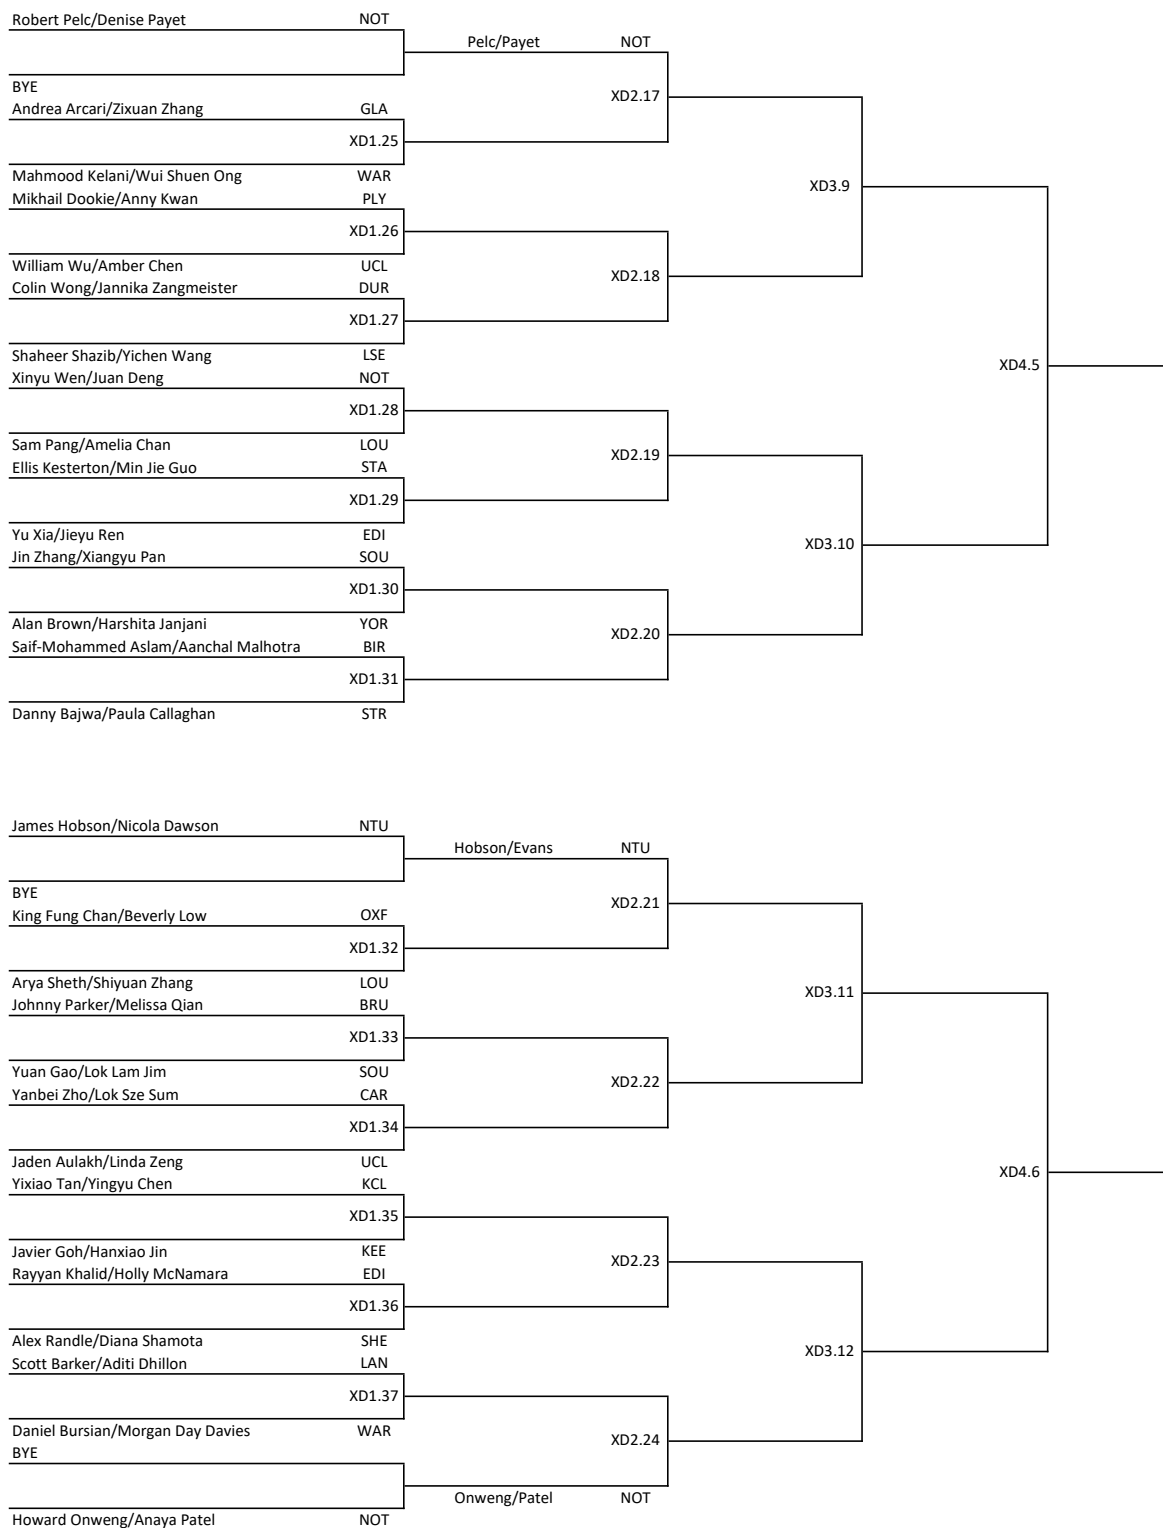 Robert Pelc/Denise Payet NOT
Pelc/Payet NOT
BYE
XD2.17
Andrea Arcari/Zixuan Zhang GLA
XD1.25
Mahmood Kelani/Wui Shuen Ong WAR
XD3.9
Mikhail Dookie/Anny Kwan PLY
XD1.26
William Wu/Amber Chen UCL
XD2.18
Colin Wong/Jannika Zangmeister DUR
XD1.27
Shaheer Shazib/Yichen Wang LSE
XD4.5
Xinyu Wen/Juan Deng NOT
XD1.28
Sam Pang/Amelia Chan LOU
XD2.19
Ellis Kesterton/Min Jie Guo STA
XD1.29
Yu Xia/Jieyu Ren EDI
XD3.10
Jin Zhang/Xiangyu Pan SOU
XD1.30
Alan Brown/Harshita Janjani YOR
XD2.20
Saif-Mohammed Aslam/Aanchal Malhotra BIR
XD1.31
Danny Bajwa/Paula Callaghan STR
James Hobson/Nicola Dawson NTU
Hobson/Evans NTU
BYE
XD2.21
King Fung Chan/Beverly Low OXF
XD1.32
Arya Sheth/Shiyuan Zhang LOU
XD3.11
Johnny Parker/Melissa Qian BRU
XD1.33
Yuan Gao/Lok Lam Jim SOU
XD2.22
Yanbei Zho/Lok Sze Sum CAR
XD1.34
Jaden Aulakh/Linda Zeng UCL
XD4.6
Yixiao Tan/Yingyu Chen KCL
XD1.35
Javier Goh/Hanxiao Jin KEE
XD2.23
Rayyan Khalid/Holly McNamara EDI
XD1.36
Alex Randle/Diana Shamota SHE
XD3.12
Scott Barker/Aditi Dhillon LAN
XD1.37
Daniel Bursian/Morgan Day Davies WAR
XD2.24
BYE
Onweng/Patel NOT
Howard Onweng/Anaya Patel NOT